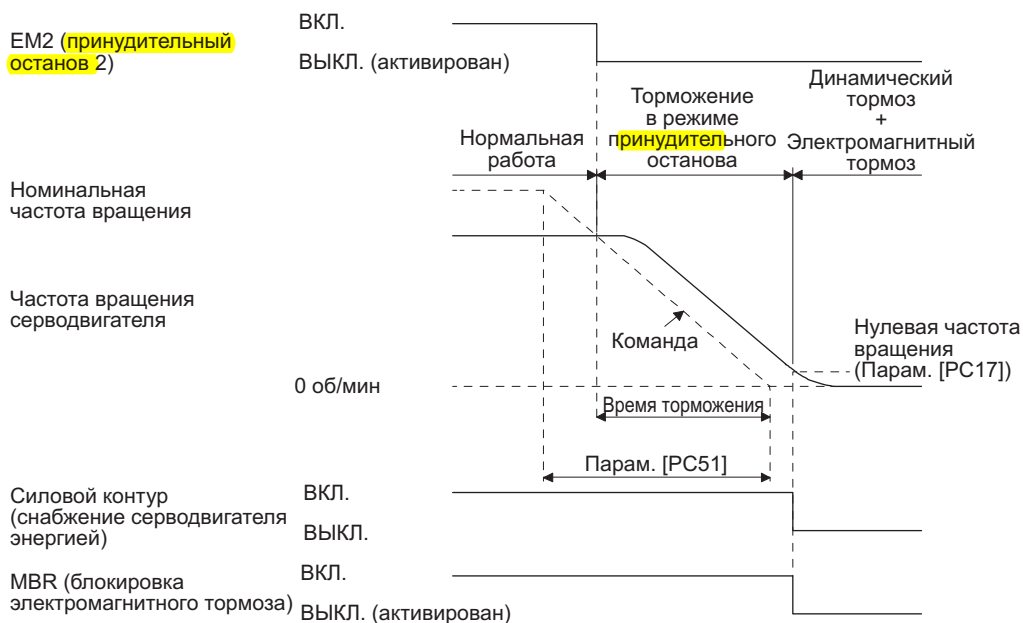 ВКЛ.
EM2 (принудительный
останов 2)
ВЫКЛ. (активирован)
Динамический
тормоз
+
Электромагнитный
тормоз
Торможение
в режиме
принудительного
останова
Нормальная
работа
Номинальная
частота вращения
Частота вращения
серводвигателя
Команда
Нулевая частота
вращения
(Парам. [PC17])
0 об/мин
Время торможения
Парам. [PC51]
Силовой контур
(снабжение серводвигателя
энергией)
ВКЛ.
ВЫКЛ.
MBR (блокировка
электромагнитного тормоза)
ВКЛ.
ВЫКЛ. (активирован)